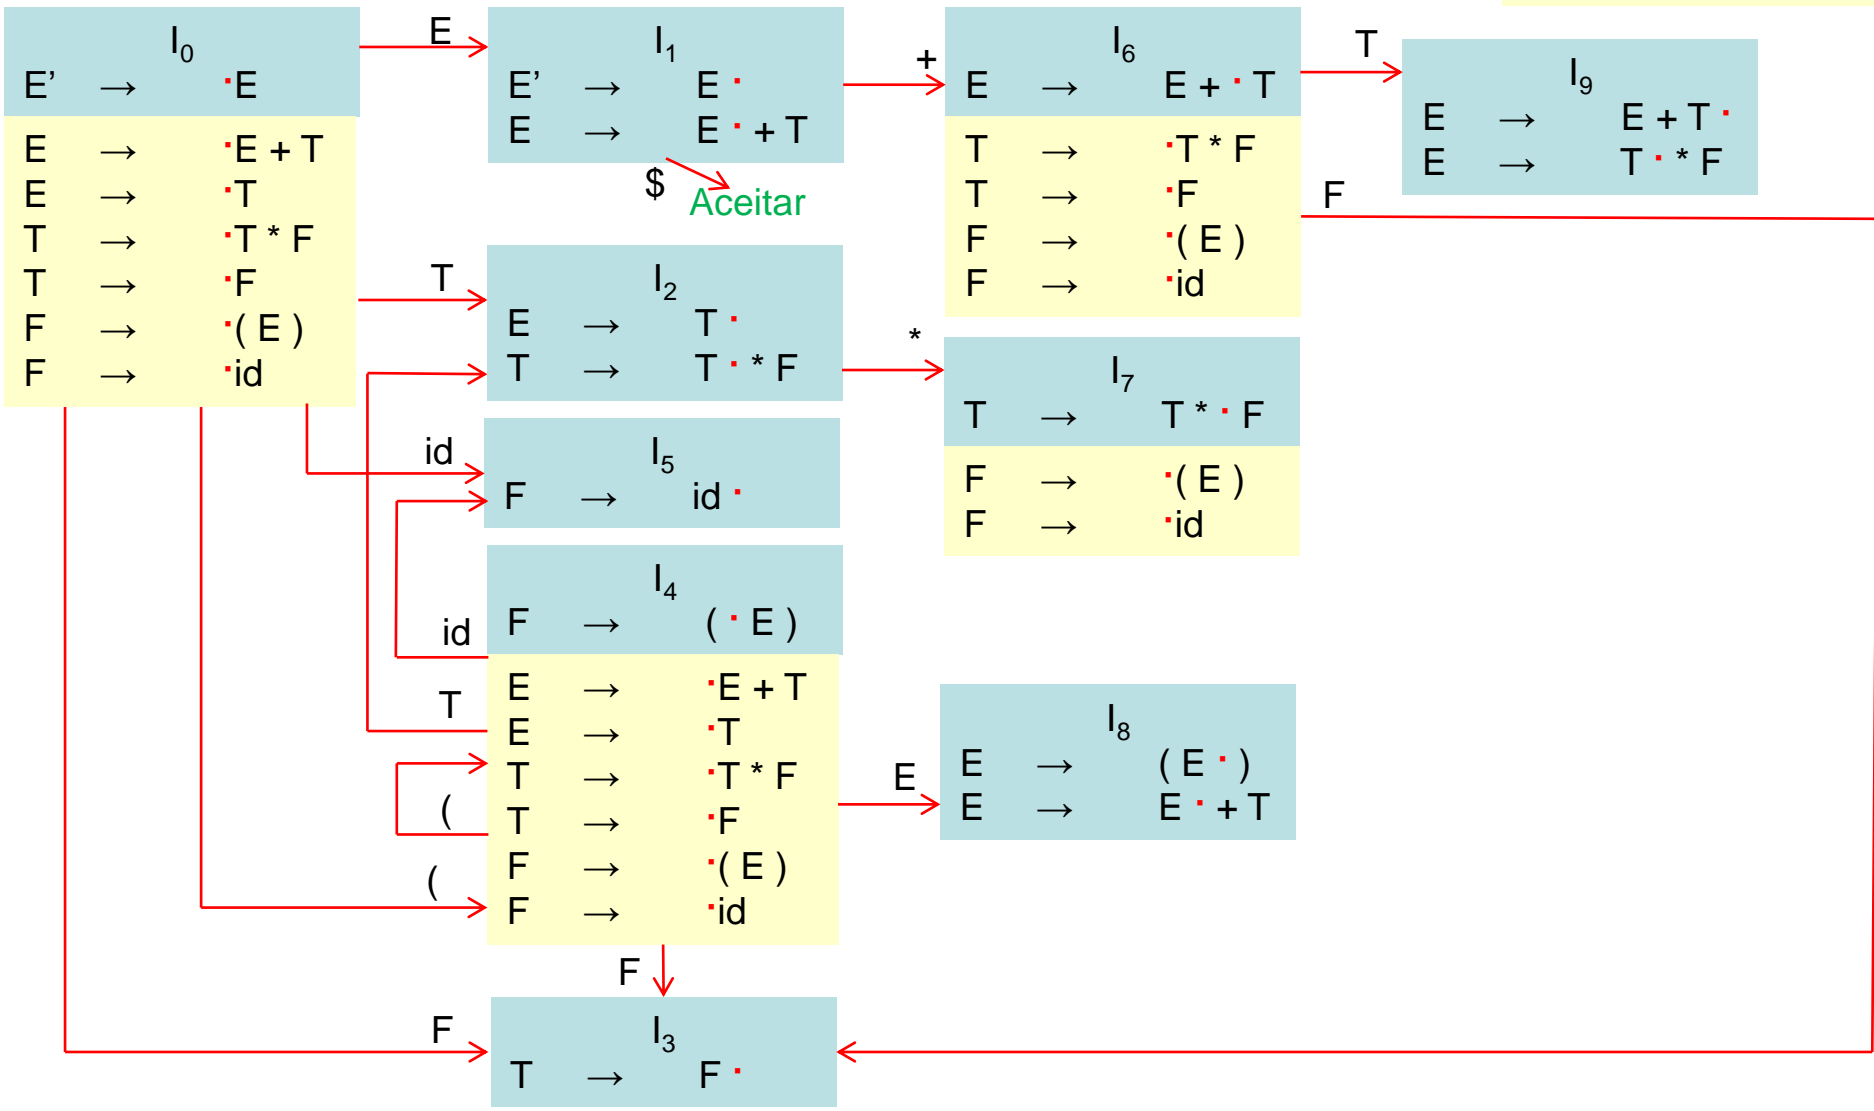 I0
E’ → ·E
E → ·E + T
E → ·T
T → ·T * F
T → ·F
F → ·( E )
F → ·id
E
I1
E’ → E ·
E → E · + T
$
Aceitar
+
I6
E → E + · T
T → ·T * F
T → ·F
F → ·( E )
F → ·id
T
I9
E → E + T ·
E → T · * F
F
T
I2
E → T ·
T → T · * F
*
I7
T → T * · F
F → ·( E )
F → ·id
id
I5
F → id ·
id
T
(
(
I4
F → ( · E )
E → ·E + T
E → ·T
T → ·T * F
T → ·F
F → ·( E )
F → ·id
E
I8
E → ( E · )
E → E · + T
F
F
I3
T → F ·